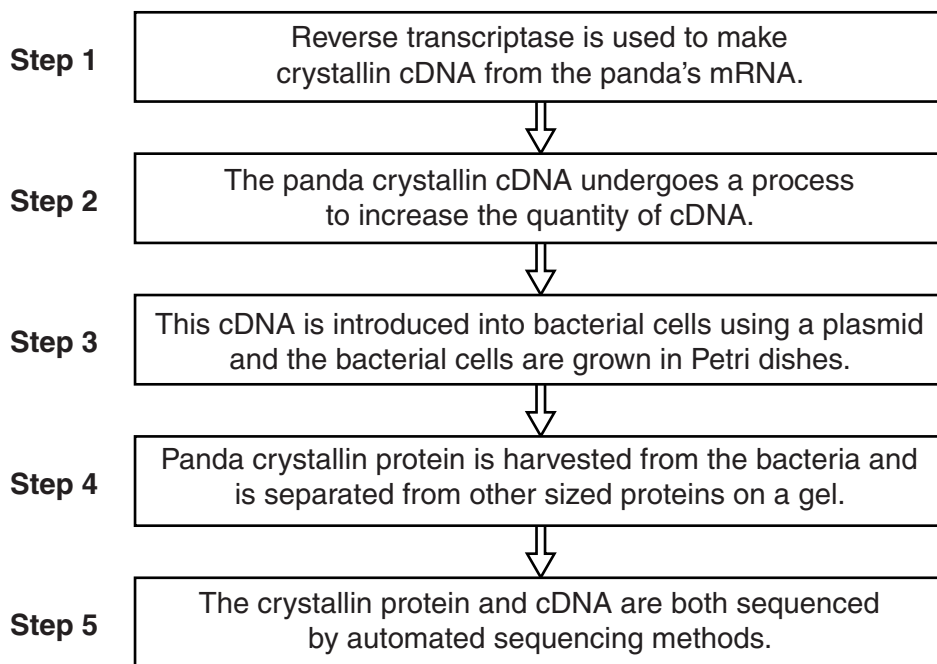 Step 1
Reverse transcriptase is used to make
crystallin cDNA from the panda's mRNA.
Step 2
The panda crystallin cDNA undergoes a process
to increase the quantity of cDNA.
Step 3
This cDNA is introduced into bacterial cells using a plasmid
and the bacterial cells are grown in Petri dishes.
Step 4
Panda crystallin protein is harvested from the bacteria and
is separated from other sized proteins on a gel.
Step 5
The crystallin protein and cDNA are both sequenced
by automated sequencing methods.